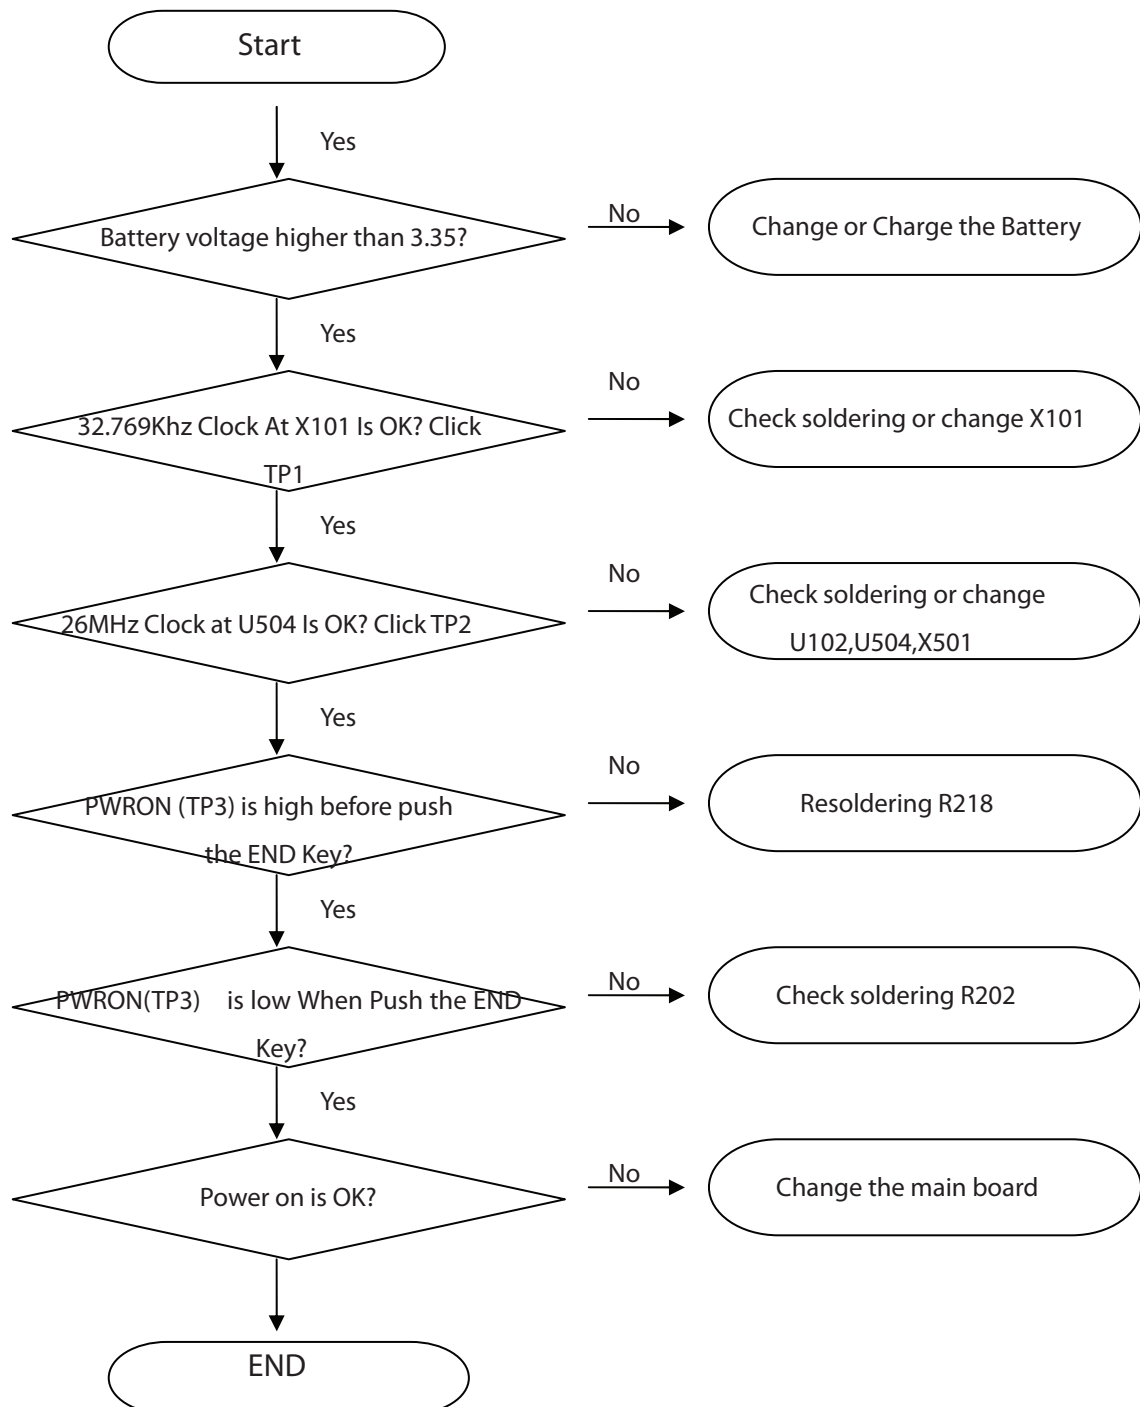 Start
Yes
Battery voltage higher than 3.35?
No
Change or Charge the Battery
Yes
32.769Khz Clock At X101 Is OK? Click
TP1
No
Check soldering or change X101
Yes
26MHz Clock at U504 Is OK? Click TP2
No
Check soldering or change
U102,U504,X501
Yes
PWRON (TP3) is high before push
the END Key?
No
Resoldering R218
Yes
PWRON(TP3) is low When Push the END
Key?
No
Check soldering R202
Yes
Power on is OK?
No
Change the main board
END